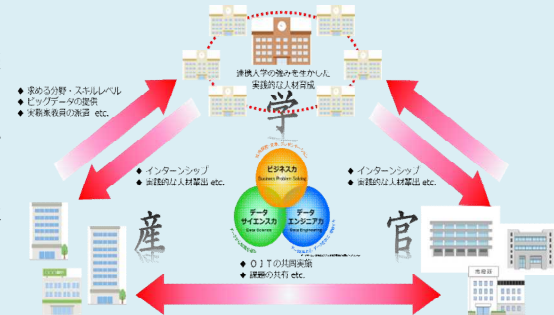 連携大学の強みを生かした
実践的な人材育成
学
◆ 求める分野・スキルレベル
◆ ビッグデータの提供
◆ 実務家教員の派遣 etc.
◆ インターンシップ
◆ 実践的な人材輩出 etc.
◆ インターンシップ
◆ 実践的な人材輩出 etc.
ビジネス力
Business Problem Solving
データ
サイエンス力
Data Science
データ
エンジニア力
Data Engineering
産
官
◆ OJTの共同実施
◆ 課題の共有 etc.